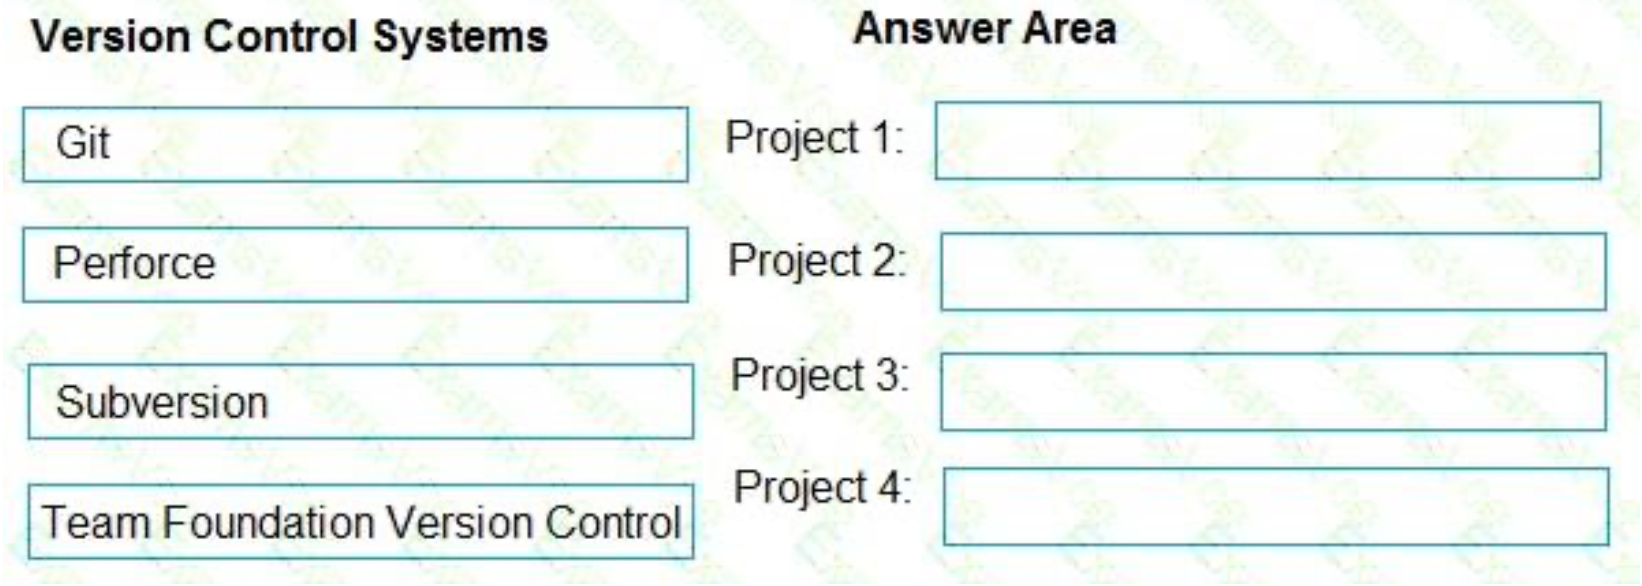 Version Control Systems
Git
Perforce
Subversion
Team Foundation Version Control
Answer Area
Project 1:
Project 2:
Project 3:
Project 4: